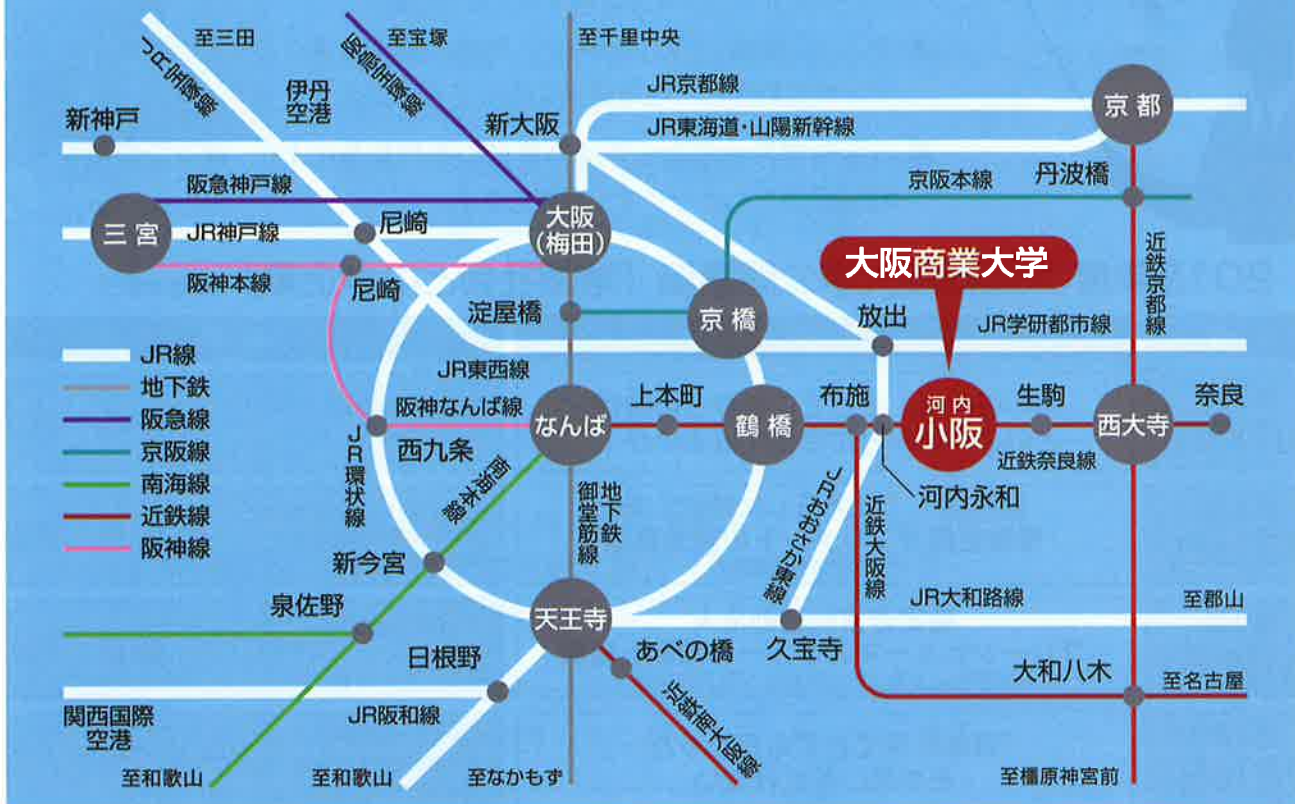 至三田
至宝塚
至千里中央
JR宝塚線
阪急宝塚線
伊丹
空港
JR京都線
京都
新神戸
新大阪
JR東海道・山陽新幹線
阪急神戸線
京阪本線
丹波橋
三宮
JR神戸線
尼崎
大阪
(梅田)
大阪商業大学
近鉄京都線
阪神本線
尼崎
淀屋橋
京橋
放出
JR学研都市線
JR線
地下鉄
阪急線
京阪線
南海線
近鉄線
阪神線
JR東西線
阪神なんば線
なんば
上本町
鶴橋
布施
河内
小阪
生駒
西大寺
奈良
近鉄奈良線
JR環状線
西九条
南海本線
地下鉄
御堂筋線
JRおおさか東線
近鉄大阪線
河内永和
新今宮
泉佐野
天王寺
JR大和路線
至郡山
日根野
あべの橋
久宝寺
大和八木
至名古屋
関西国際
空港
JR阪和線
近鉄南大阪線
至和歌山
至和歌山
至なかもず
至橿原神宮前